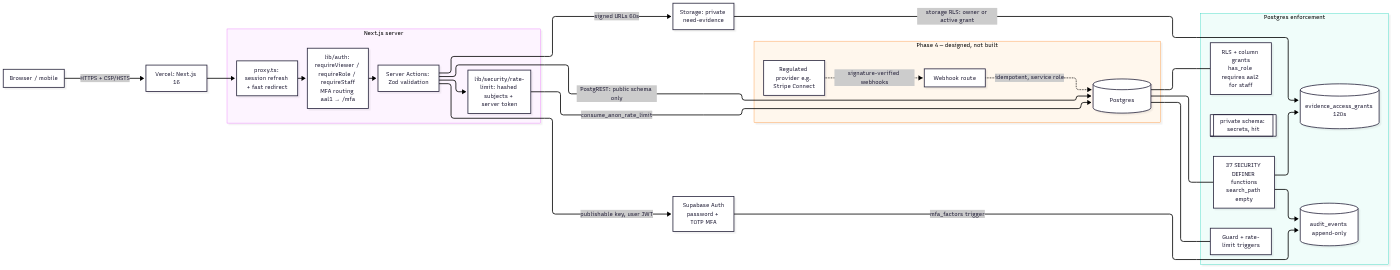 Browser / mobile
HTTPS + CSP/HSTS
Vercel: Next.js
16
Next.js server
proxy.ts:
session refresh
+ fast redirect
lib/auth:
requireViewer /
requireRole /
requireStaff
MFA routing
aal1 → /mfa
Server Actions:
Zod validation
lib/security/rate-
limit: hashed
subjects +
server token
signed URLs 60s
PostgREST: public schema
only
consume_anon_rate_limit
publishable key, user JWT
Storage: private
need-evidence
storage RLS: owner or
active grant
Supabase Auth
password +
TOTP MFA
mfa_factors trigger
Phase 4 — designed, not built
Regulated
provider e.g.
Stripe Connect
signature-verified
webhooks
Webhook route
idempotent, service role
Postgres
Postgres enforcement
RLS + column
grants
has_role
requires aal2
for staff
private schema:
secrets, hit
37 SECURITY
DEFINER
functions
search_path
empty
Guard + rate-
limit triggers
evidence_access_grants
120s
audit_events
append-only